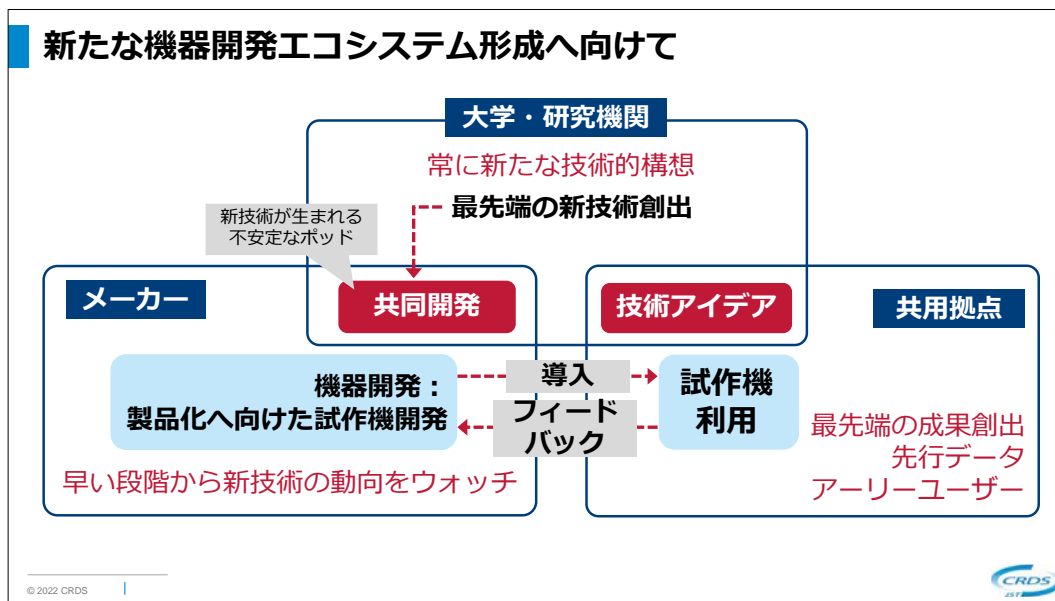 新たな機器開発エコシステム形成へ向けて
大学・研究機関
常に新たな技術的構想
最先端の新技術創出
新技術が生まれる
不安定なポッド
メーカー
共同開発
技術アイデア
共用拠点
機器開発：
製品化へ向けた試作機開発
導入
フィード
バック
試作機
利用
早い段階から新技術の動向をウォッチ
最先端の成果創出
先行データ
アーリーユーザー
© 2022 CRDS
CRDS
JST